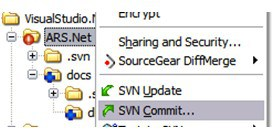 VisualStudio.
ARS.Net
.svn
docs
Encrypt
Sharing and Security...
SourceGear DiffMerge
SVN Update
SVN Commit...